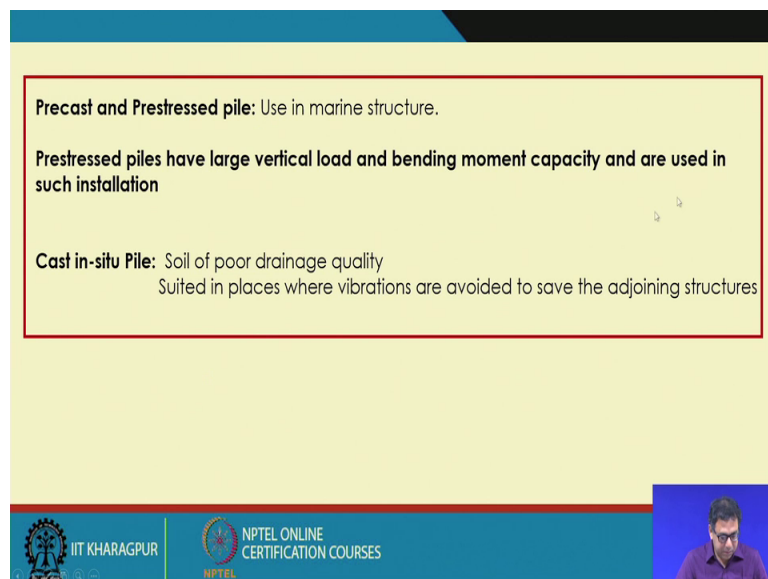 Precast and Prestressed pile: Use in marine structure.
Prestressed piles have large vertical load and bending moment capacity and are used in
such installation
Cast in-situ Pile: Soil of poor drainage quality
Suited in places where vibrations are avoided to save the adjoining structures
IIT KHARAGPUR
NPTEL
NPTEL ONLINE
CERTIFICATION COURSES